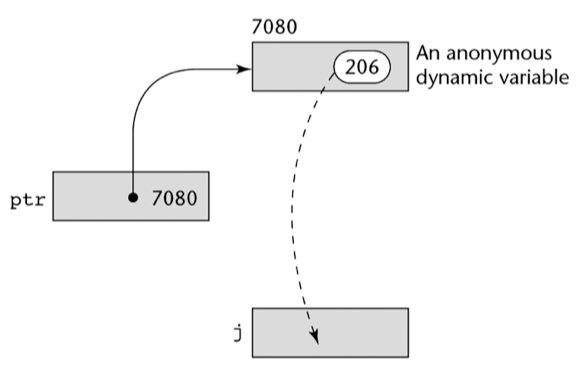 7080
206
An anonymous
dynamic variable
ptr
7080
j